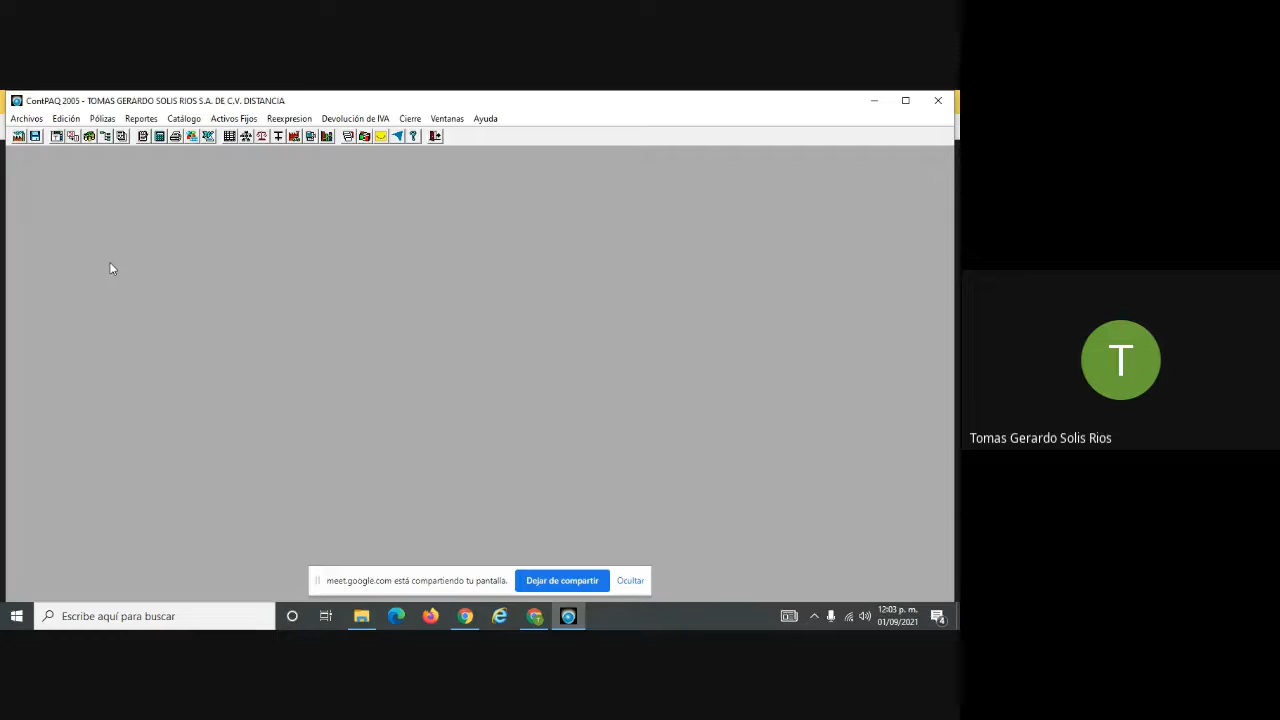 ContPAQ 2005 - TOMAS GERARDO SOLIS RIOS S.A. DE C.V. DISTANCIA
Archivos Edición Pólizas Reportes Catálogo Activos Fijos Reexpresion Devolución de IVA Cierre Ventanas Ayuda
T
Tomas Gerardo Solis Rios
meet.google.com está compartiendo tu pantalla. Dejar de compartir Ocultar
Escribe aquí para buscar
12:03 p. m.
01/09/2021
4